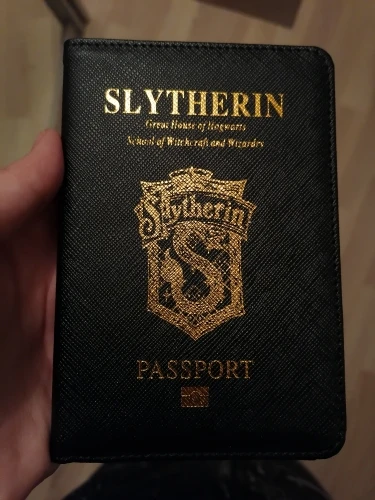 SLYTHERIN
Great House of Hogwarts
School of Witchcraft and Wizardry
Slytherin
S
PASSPORT